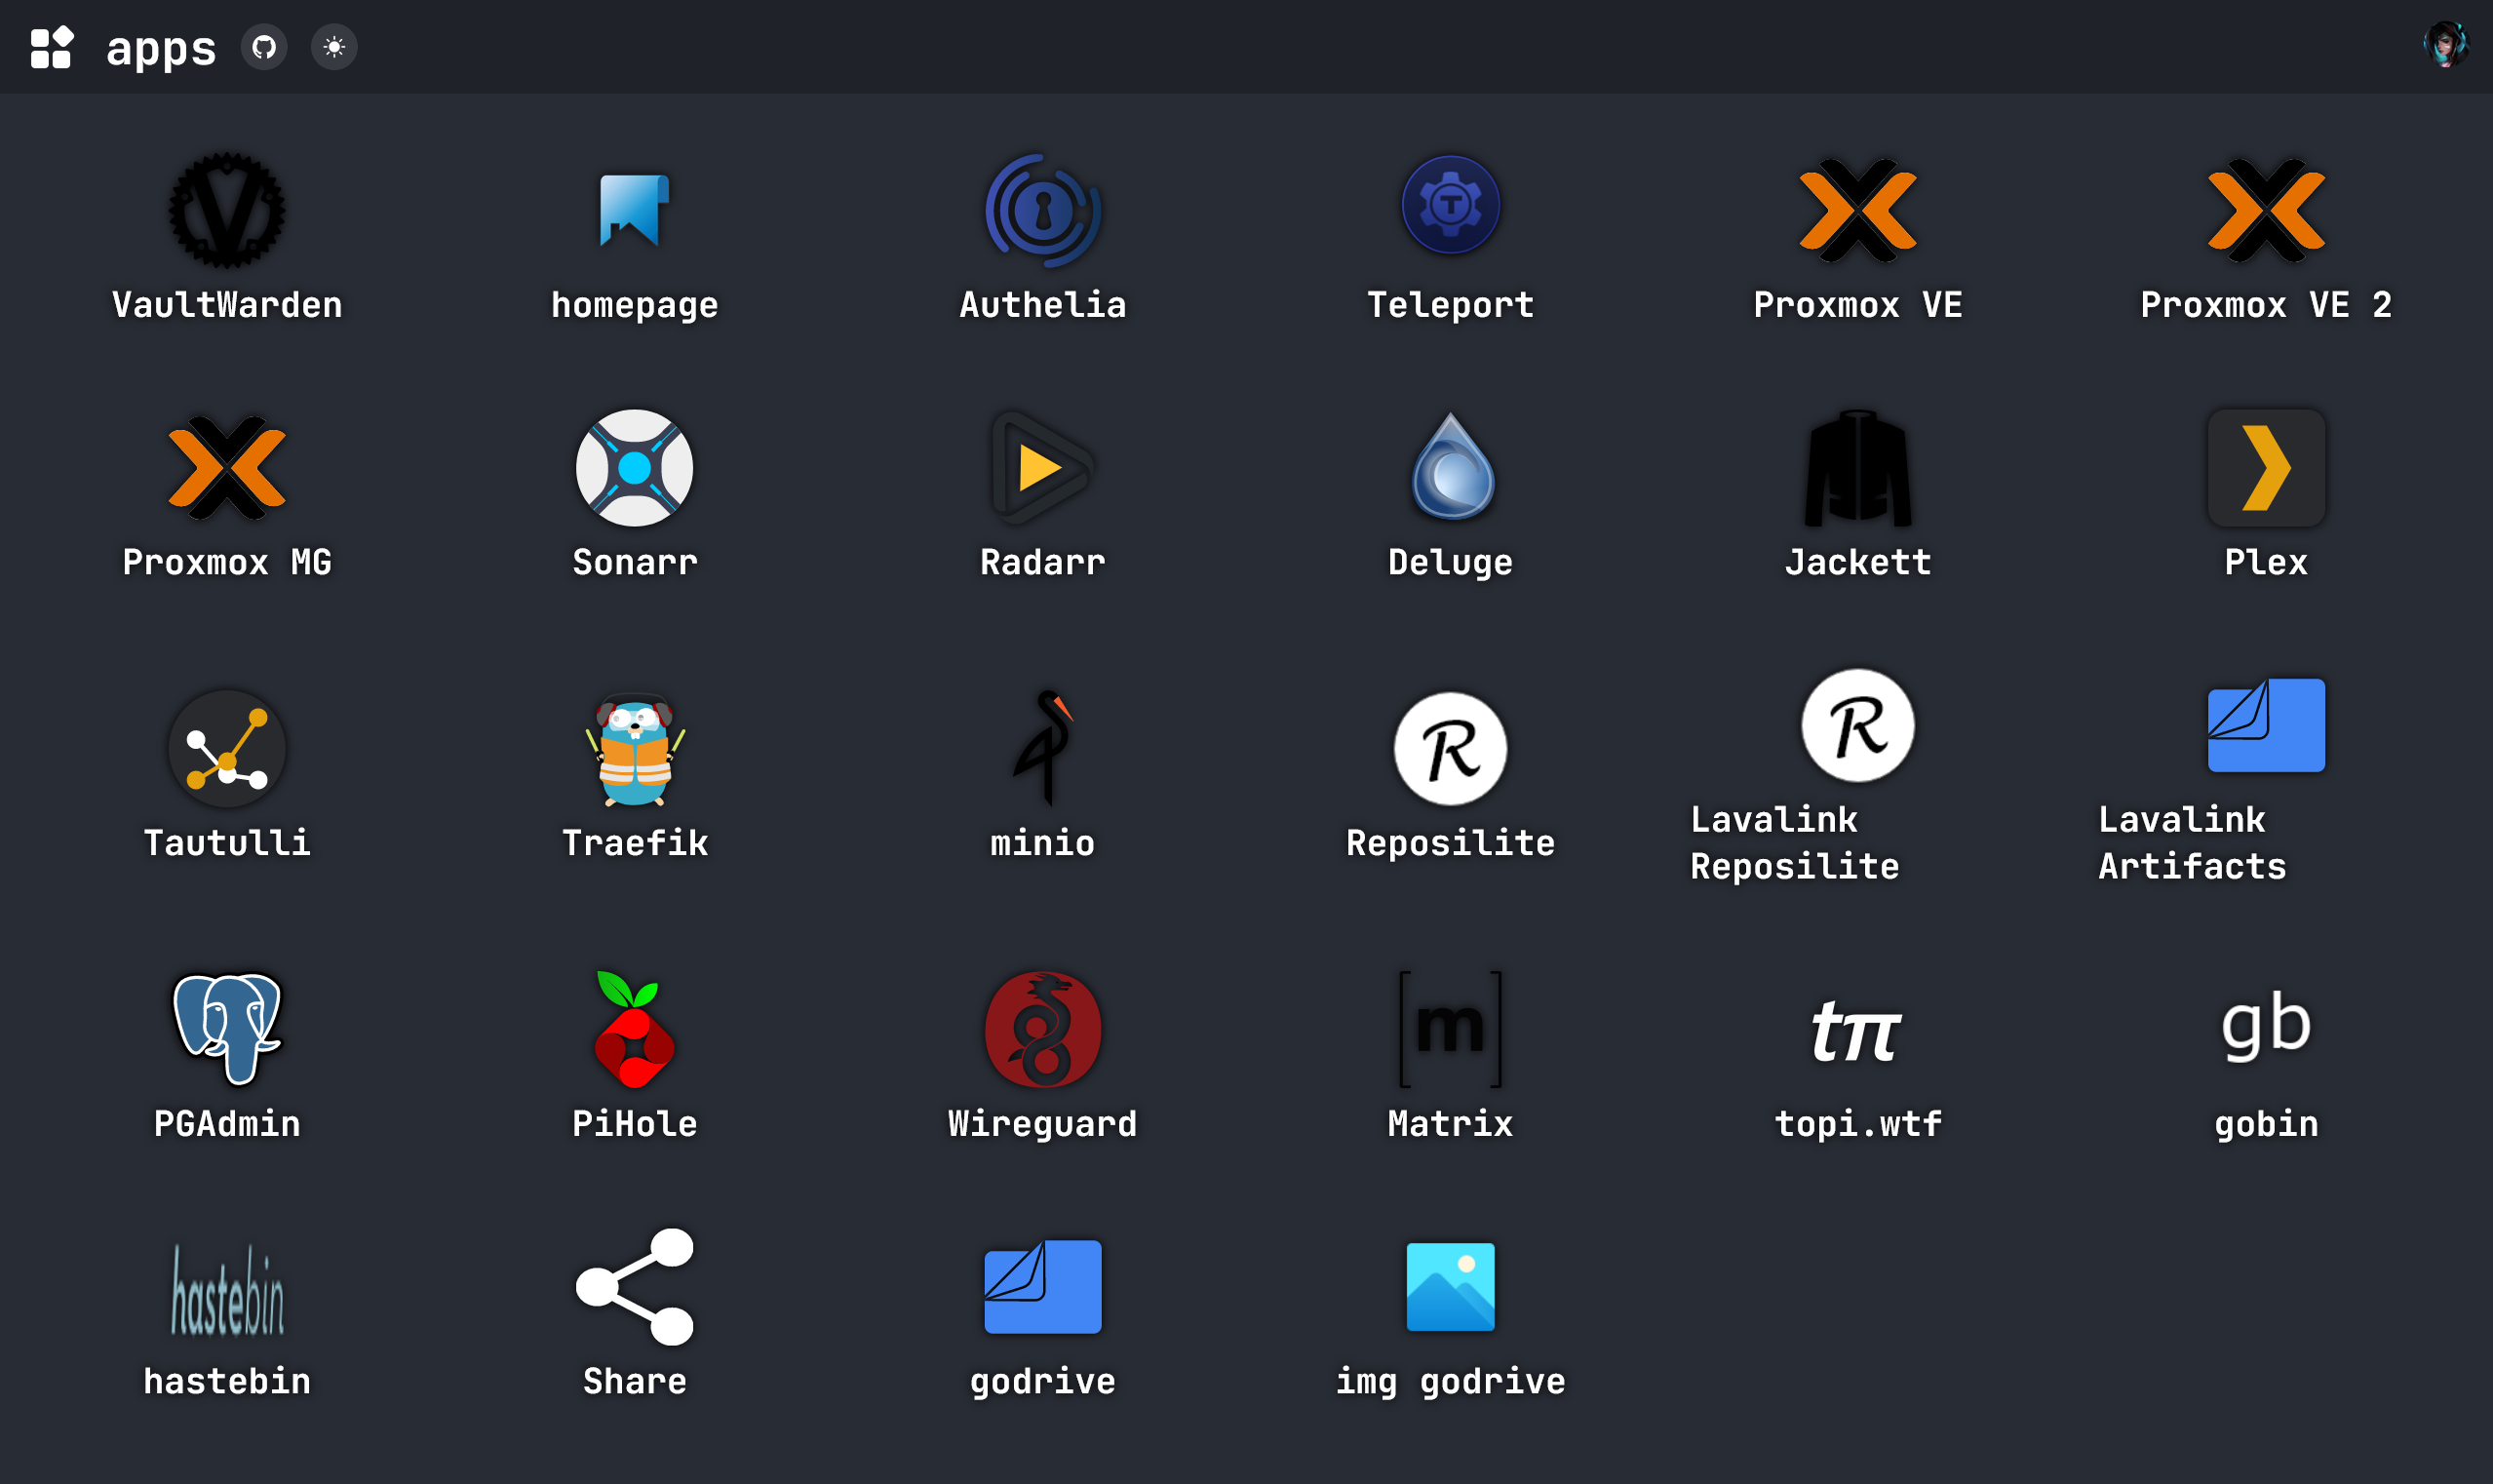 apps
VaultWarden
homepage
Authelia
Teleport
Proxmox VE
Proxmox VE 2
Proxmox MG
Sonarr
Radarr
Deluge
Jackett
Plex
Tautulli
Traefik
minio
Reposilite
Lavalink
Reposilite
Lavalink
Artifacts
PGAdmin
PiHole
Wireguard
[m]
Matrix
tπ
topi.wtf
gb
gobin
hastebin
hastebin
Share
godrive
img godrive
V
T
R
R